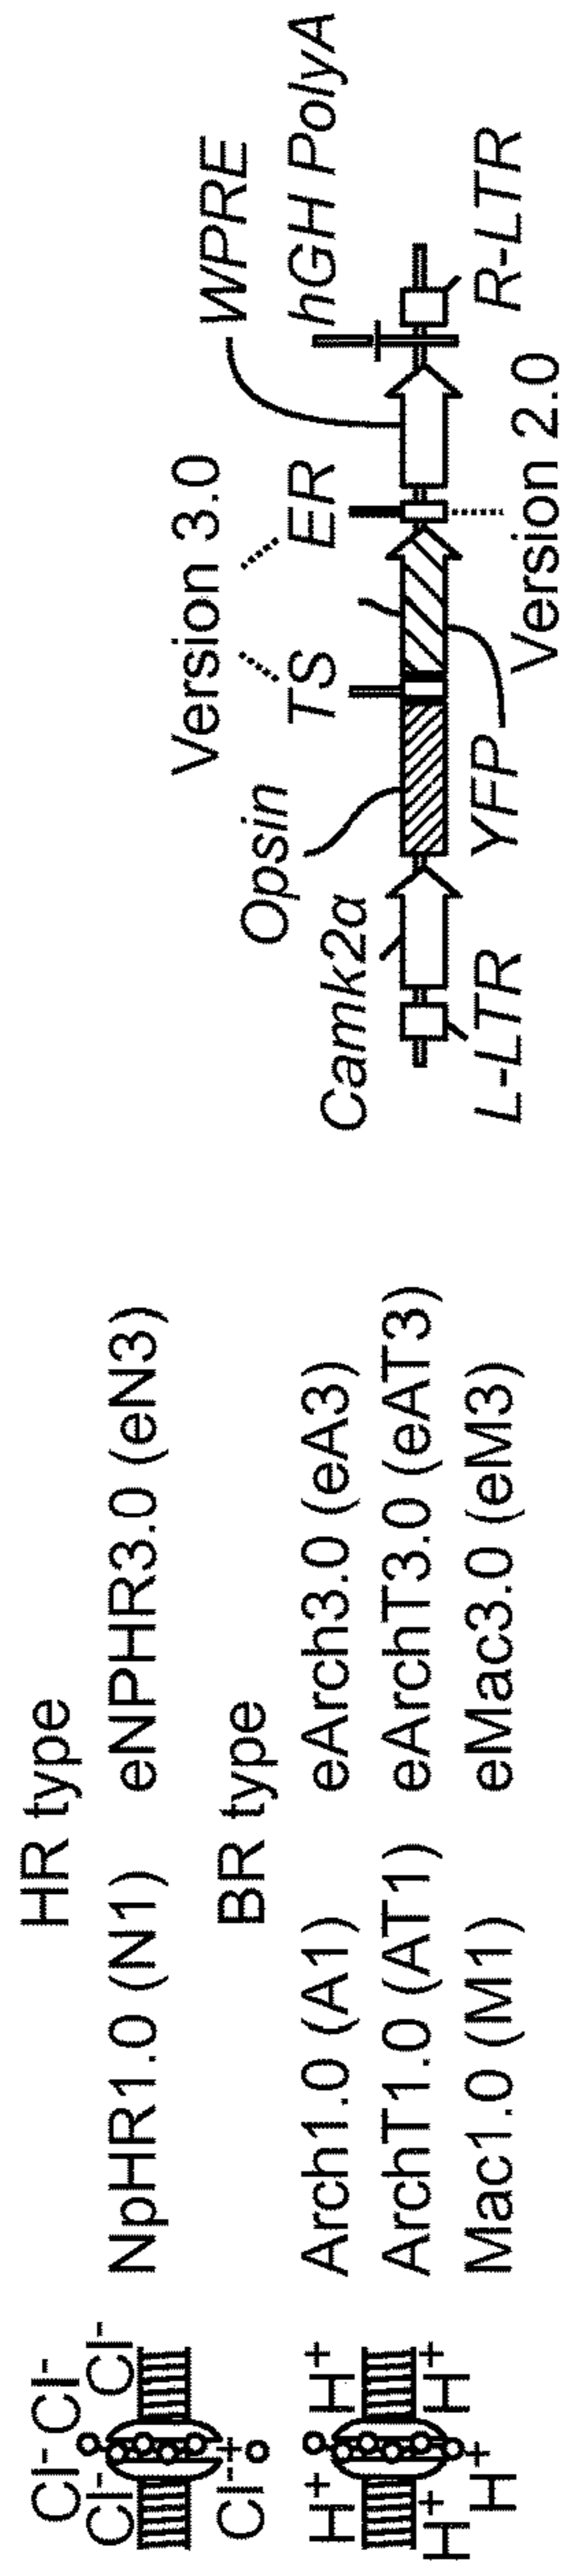 HR type
NpHR1.0 (N1) eNPHR3.0 (eN3)
BR type
Arch1.0 (A1) eArch3.0 (eA3)
ArchT1.0 (AT1) eArchT3.0 (eAT3)
Mac1.0 (M1) eMac3.0 (eM3)
Cl- Cl-
Cl- Cl-
Cl-
+
H+ H+
H+ H+
H+
Version 3.0
WPRE
Opsin
TS ER
hGH PolyA
Camk2α
L-LTR YFP
R-LTR
Version 2.0